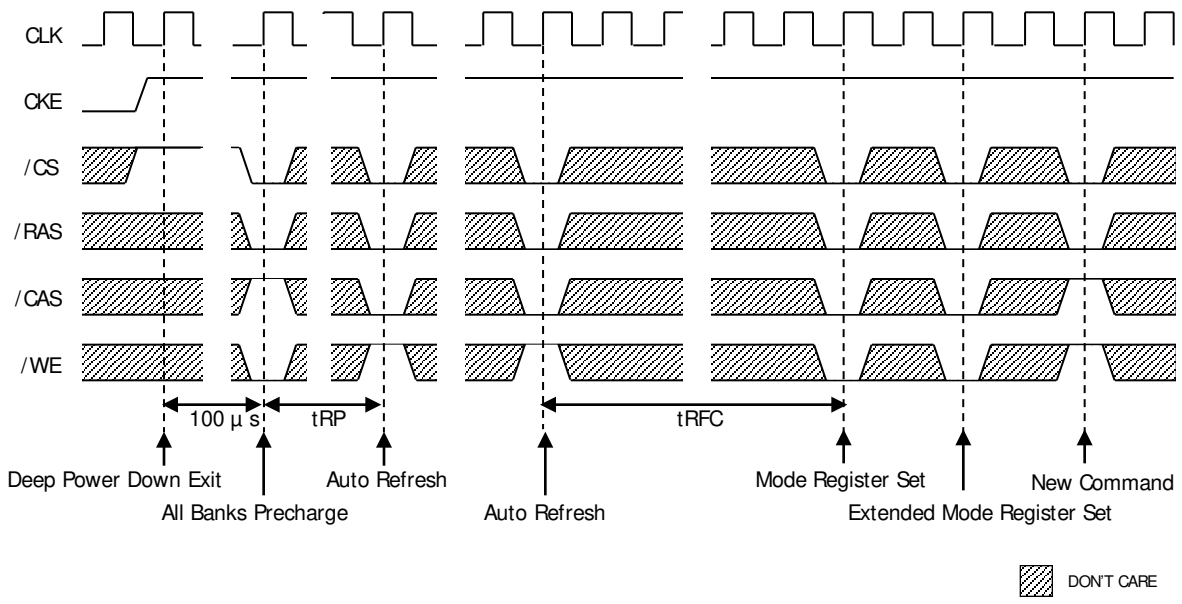 CLK
CKE
/CS
/RAS
/CAS
/WE
100 μ s
tRP
tRFC
Deep Power Down Exit
Auto Refresh
Mode Register Set
New Command
All Banks Precharge
Auto Refresh
Extended Mode Register Set
DON'T CARE